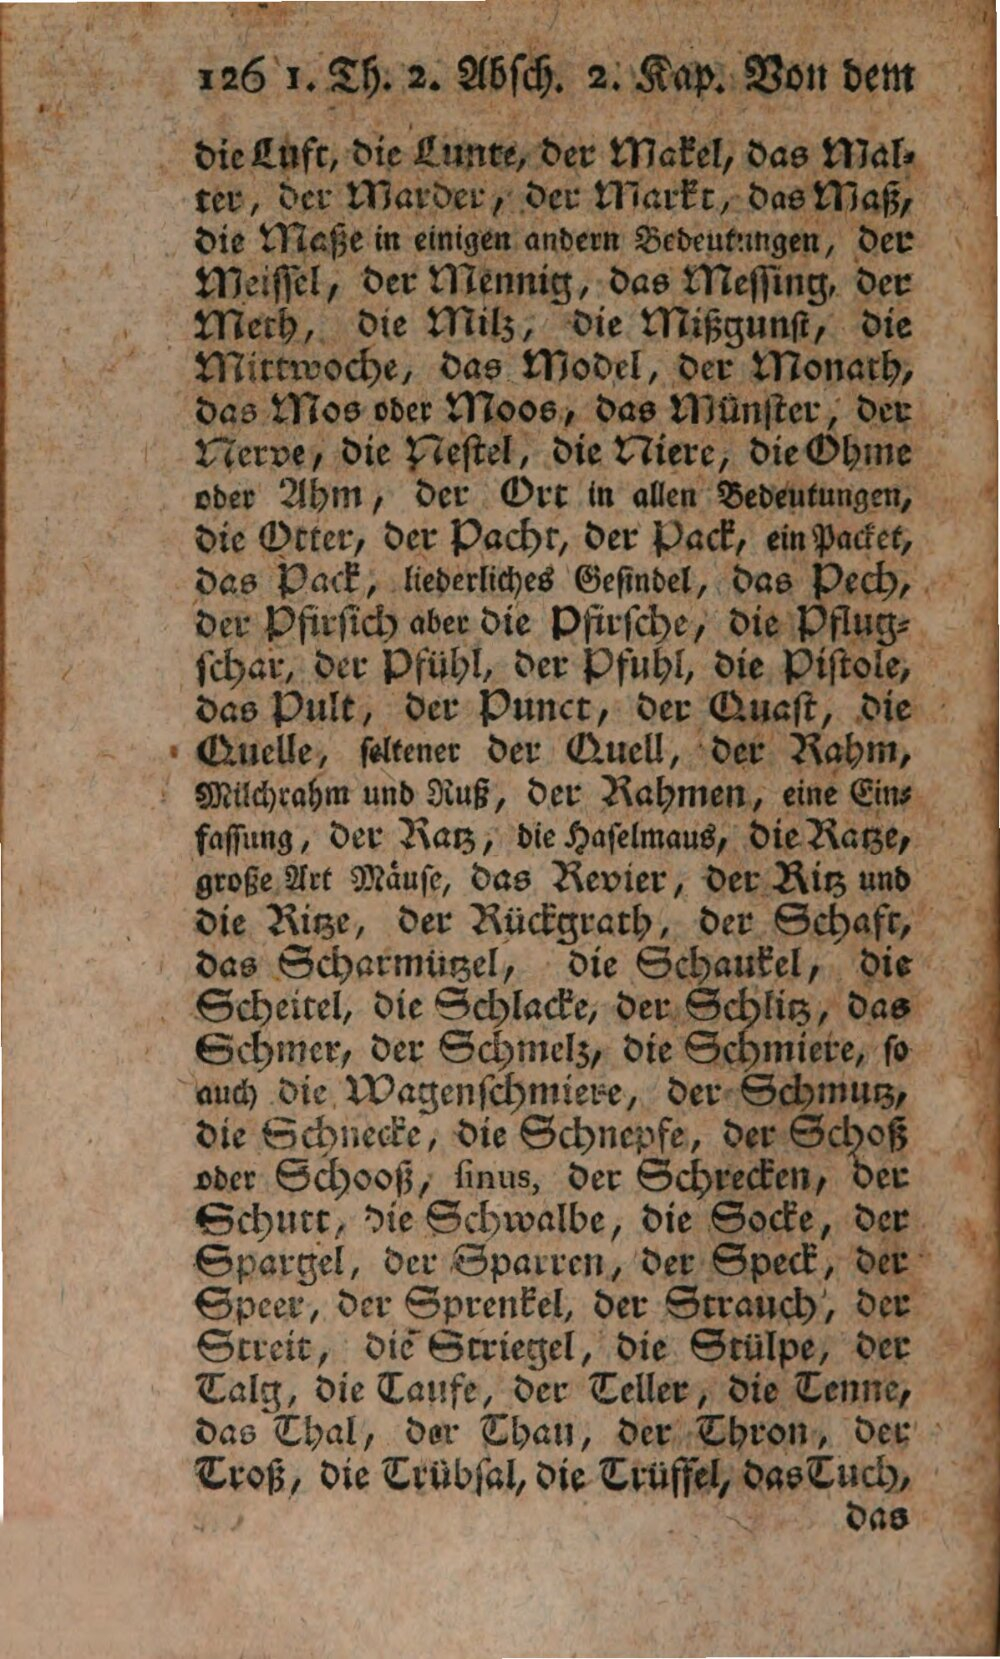 126 1. Th. 2. Absch. 2. Kap. Von dem
die Luft, die Lunte, der Makel, das Mal-
ter, der Marder, der Markt, das Maß,
die Maße in einigen andern Bedeutungen, der
Meissel, der Mennig, das Messing, der
Meth, die Milz, die Mißgunst, die
Mittwoche, das Model, der Monath,
das Mos oder Moos, das Münster, der
Nerve, die Nestel, die Niere, die Ohme
oder Ahm, der Ort in allen Bedeutungen,
die Otter, der Pacht, der Pack, ein Packet,
das Pack, liederliches Gesindel, das Pech,
der Pfirsich aber die Pfirsche, die Pflug-
schar, der Pfühl, der Pfuhl, die Pistole,
das Pult, der Punct, der Quast, die
Quelle, seltener der Quell, der Rahm,
Milchrahm und Ruß, der Rahmen, eine Ein-
fassung, der Ratz, die Haselmaus, die Ratze,
große Art Mäuse, das Revier, der Ritz und
die Ritze, der Rückgrath, der Schaft,
das Scharmützel, die Schaukel, die
Scheitel, die Schlacke, der Schlitz, das
Schmer, der Schmelz, die Schmiere, so
auch die Wagenschmiere, der Schmutz,
die Schnecke, die Schnepfe, der Schoß
oder Schooß, sinus, der Schrecken, der
Schutt, die Schwalbe, die Socke, der
Spargel, der Sparren, der Speck, der
Speer, der Sprenkel, der Strauch, der
Streit, die Striegel, die Stülpe, der
Talg, die Taufe, der Teller, die Tenne,
das Thal, der Thau, der Thron, der
Troß, die Trübsal, die Trüffel, das Tuch,
das